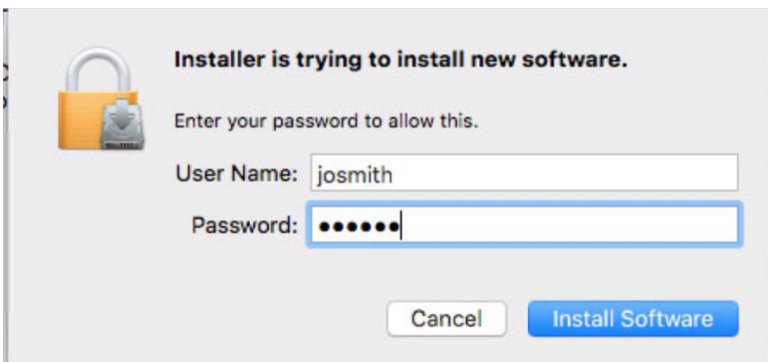 Installer is trying to install new software.
Enter your password to allow this.
User Name: josmith
Password: ••••••
Cancel Install Software